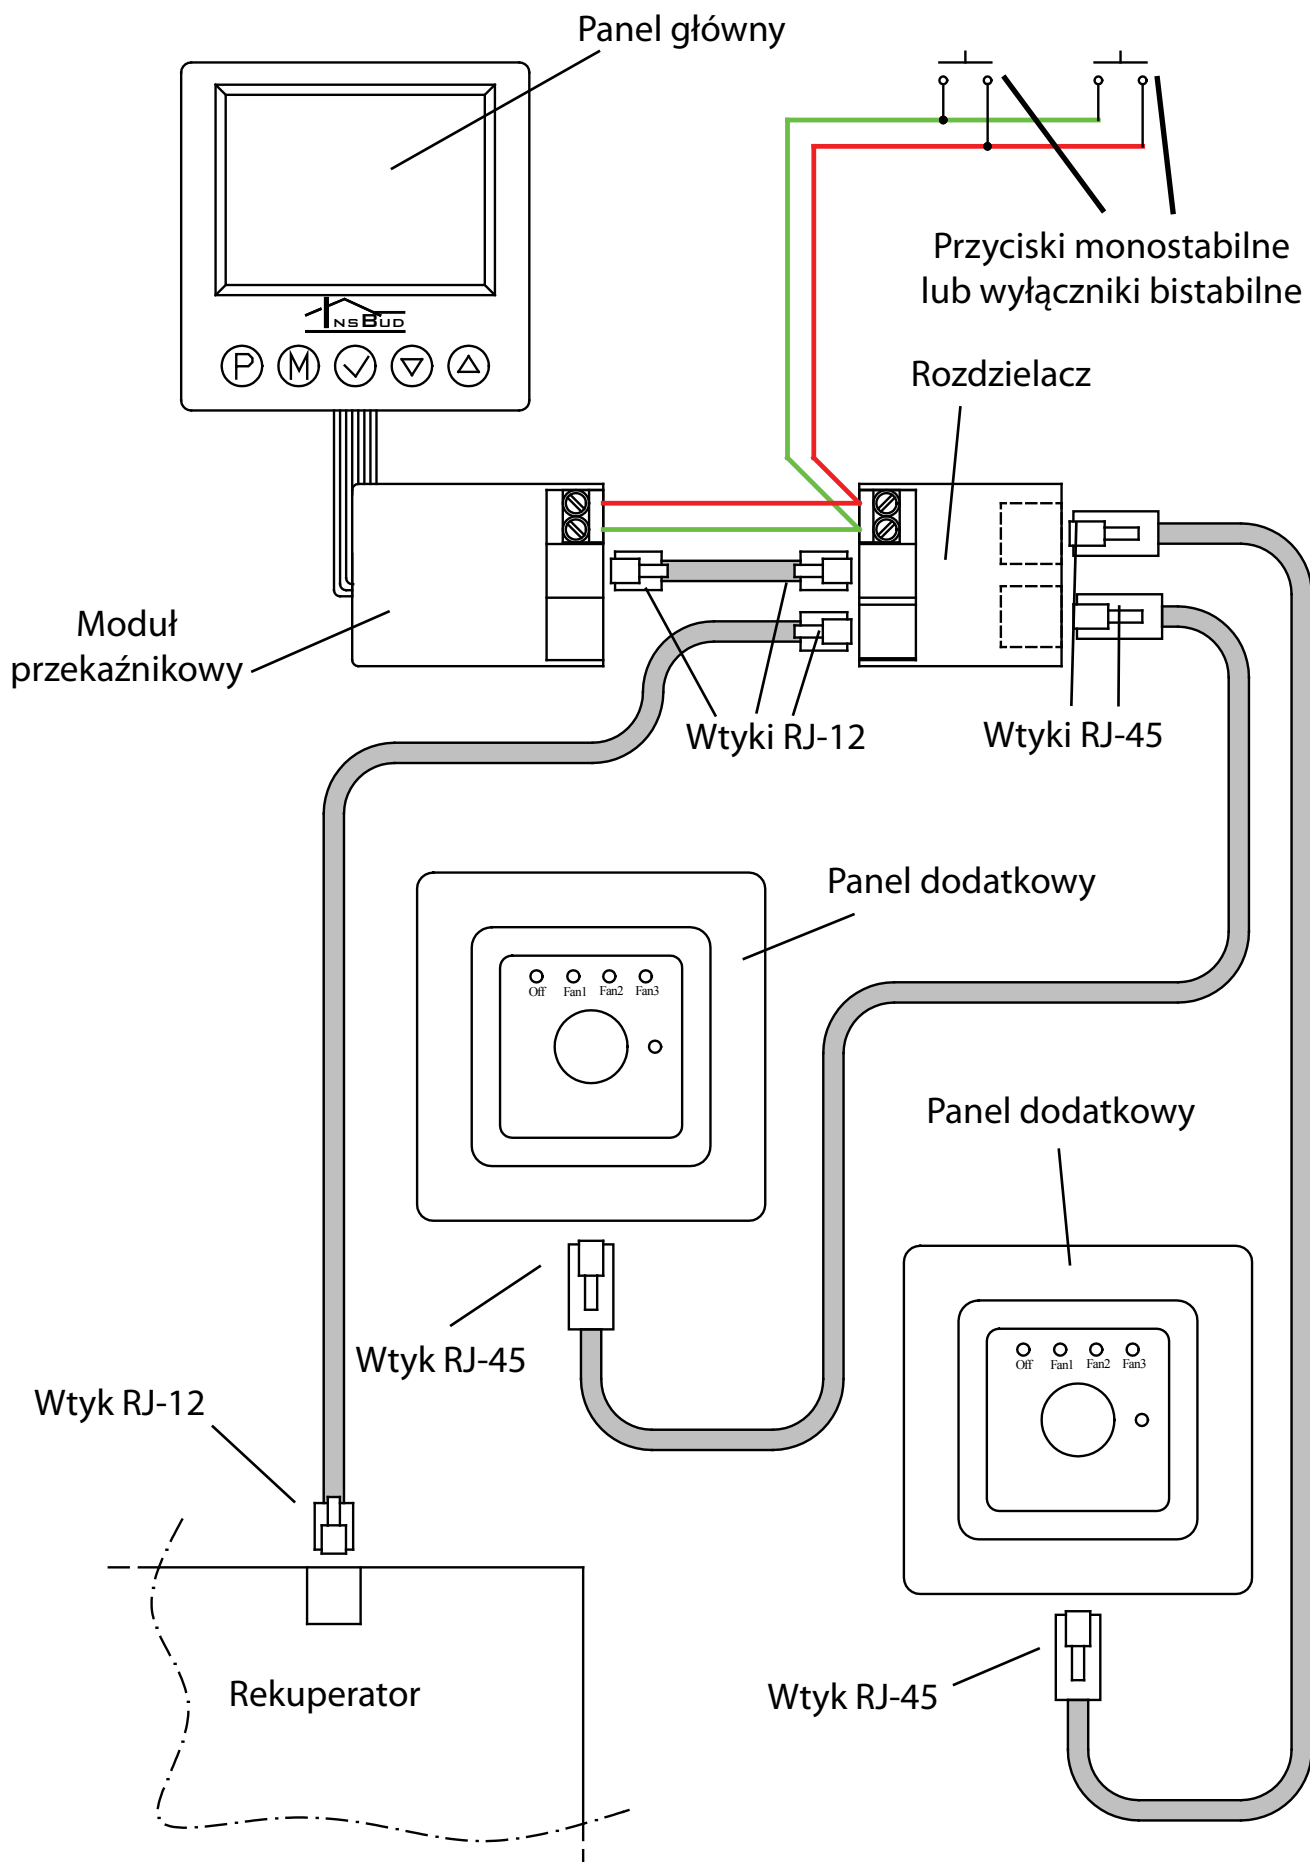 Panel główny
Przyciski monostabilne
lub wyłączniki bistabilne
INSBUD
P M
Rozdzielacz
Moduł
przekaźnikowy
Wtyki RJ-12
Wtyki RJ-45
Panel dodatkowy
Off Fan1 Fan2 Fan3
Panel dodatkowy
Wtyk RJ-45
Off Fan1 Fan2 Fan3
Wtyk RJ-12
Rekuperator
Wtyk RJ-45